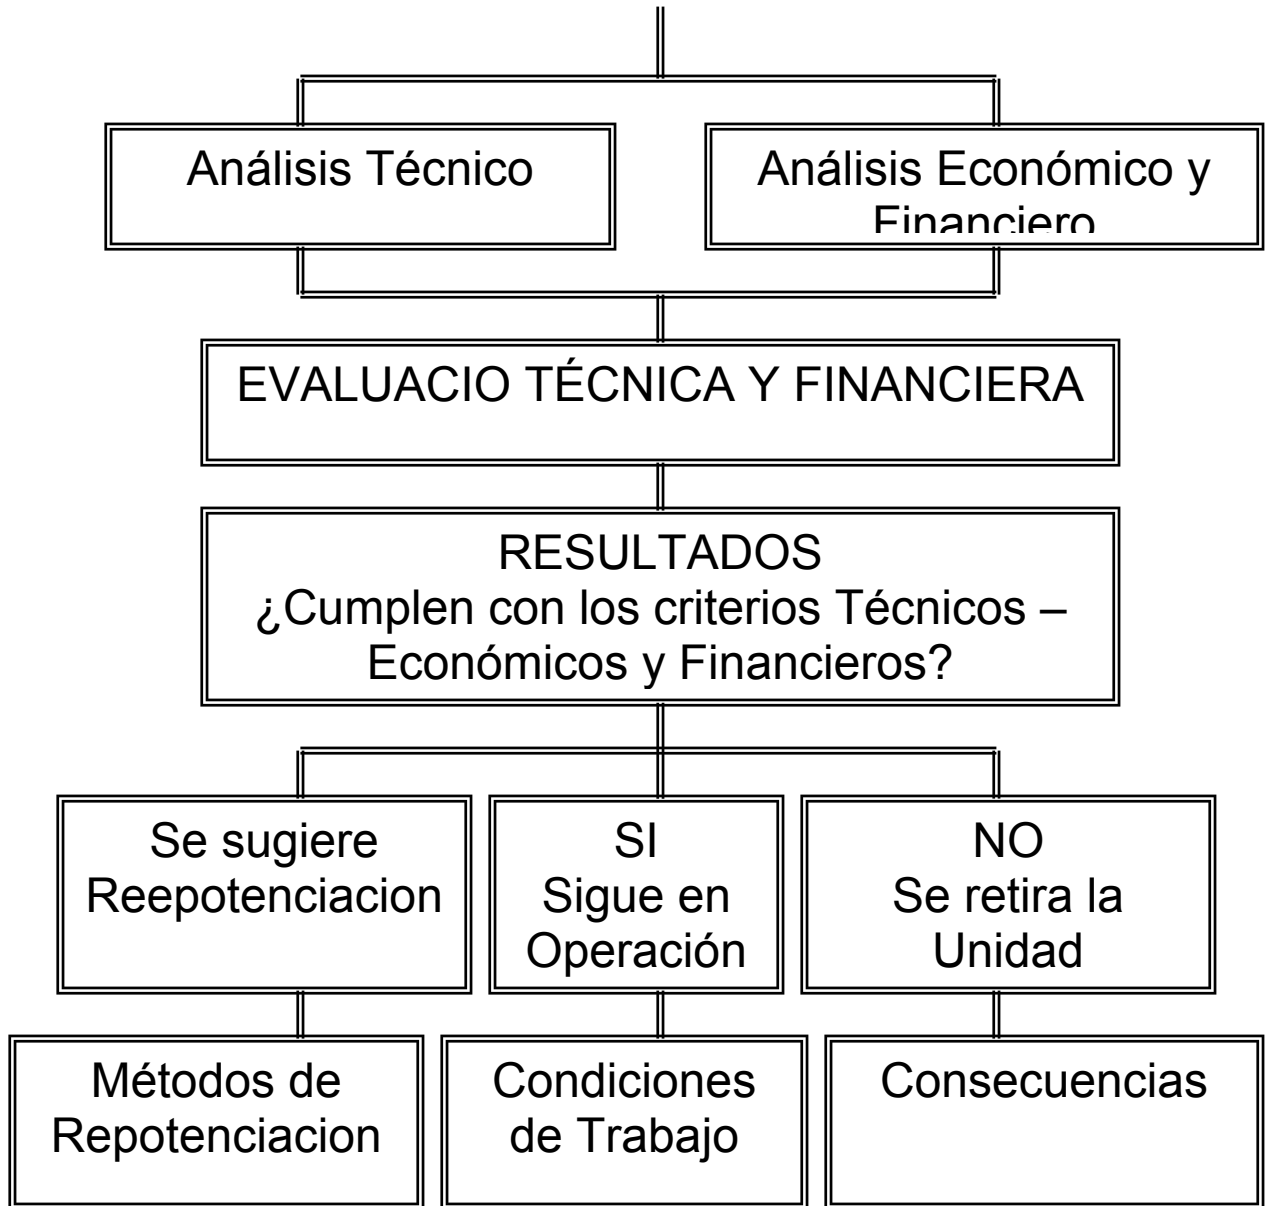 Análisis Técnico
Análisis Económico y
Financiero
EVALUACIO TÉCNICA Y FINANCIERA
RESULTADOS
¿Cumplen con los criterios Técnicos –
Económicos y Financieros?
Se sugiere
Reepotenciacion
SI
Sigue en
Operación
NO
Se retira la
Unidad
Métodos de
Repotenciacion
Condiciones
de Trabajo
Consecuencias